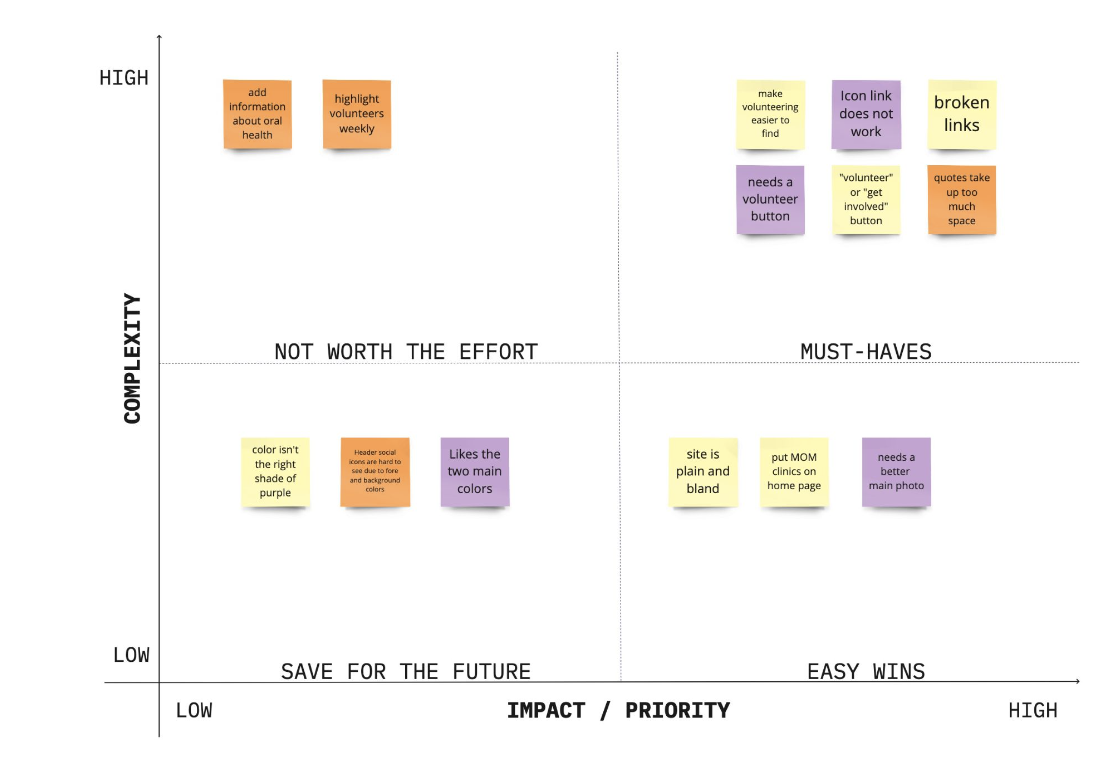 HIGH
add
information
about oral
health
highlight
volunteers
weekly
make
volunteering
easier to
find
Icon link
does not
work
broken
links
needs a
volunteer
button
"volunteer"
or "get
involved"
button
quotes take
up too
much
space
COMPLEXITY
NOT WORTH THE EFFORT
MUST-HAVES
color isn't
the right
shade of
purple
Header social
icons are hard to
see due to fore
and background
colors
Likes the
two main
colors
site is
plain and
bland
put MOM
clinics on
home page
needs a
better
main photo
LOW
SAVE FOR THE FUTURE
EASY WINS
LOW
IMPACT / PRIORITY
HIGH